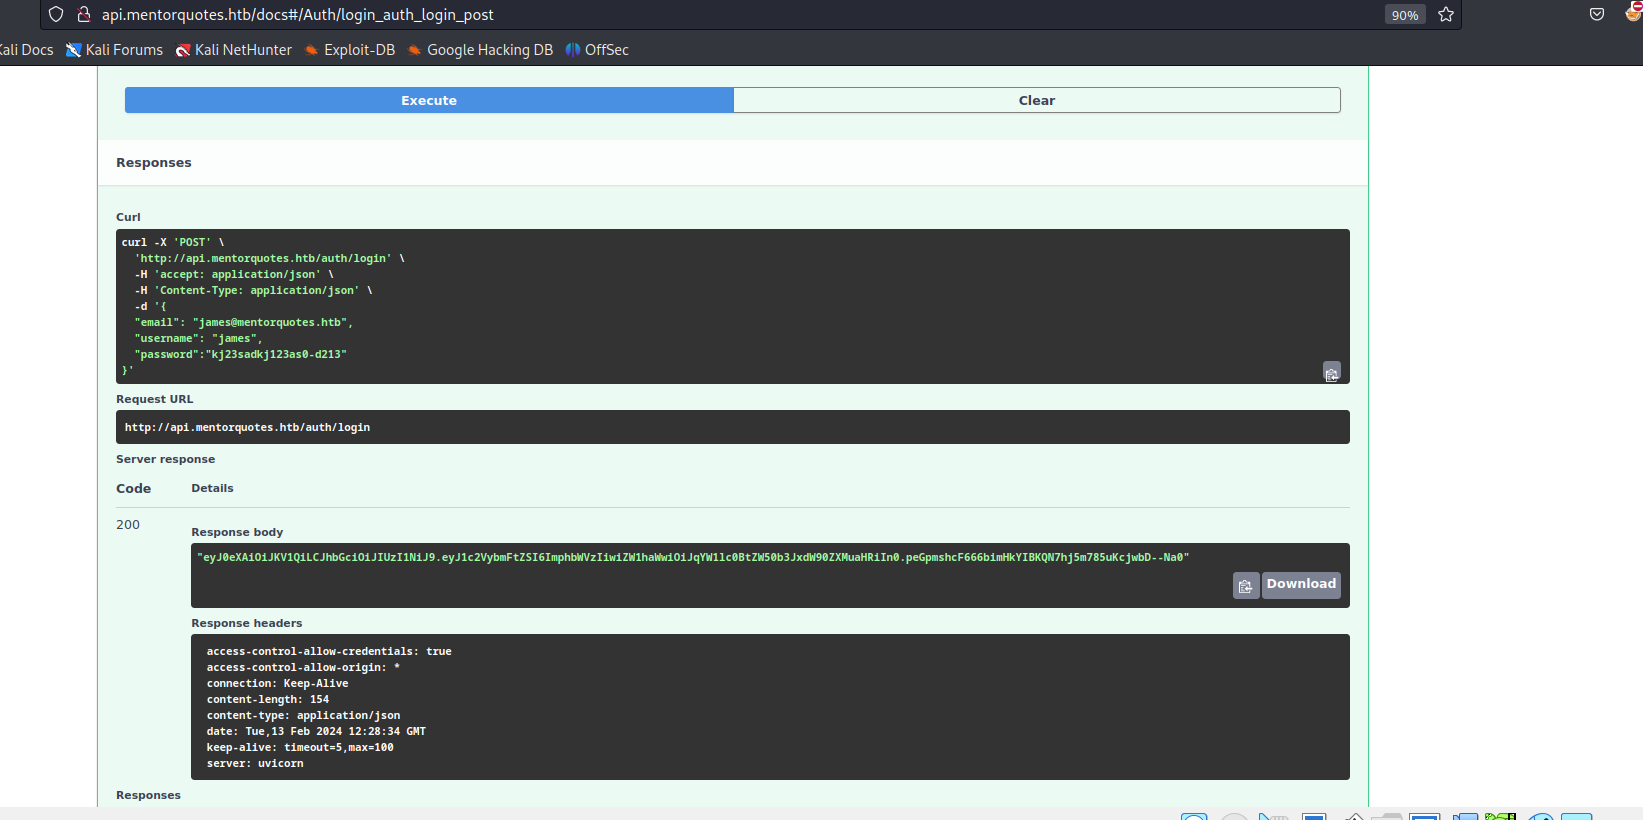 api.mentorquotes.htb/docs#/Auth/login_auth_login_post
90%
Kali Docs
Kali Forums
Kali NetHunter
Exploit-DB
Google Hacking DB
OffSec
Execute
Clear
Responses
Curl
curl -X 'POST' \
'http://api.mentorquotes.htb/auth/login' \
-H 'accept: application/json' \
-H 'Content-Type: application/json' \
-d '{
"email": "james@mentorquotes.htb",
"username": "james",
"password":"kj23sadkj123as0-d213"
}'
Request URL
http://api.mentorquotes.htb/auth/login
Server response
Code Details
200
Response body
"eyJ0eXAiOiJKV1QiLCJhbGciOiJIUzI1NiJ9.eyJ1c2VybmFtZSI6ImphbWVzIiwiZW1haWwiOiJqYW1lc0BtZW50b3JxdW90ZXMuaHRiIn0.peGpmshcF666bimHkYIBKQN7hj5m785uKcjwbD--Na0"
Download
Response headers
access-control-allow-credentials: true
access-control-allow-origin: *
connection: Keep-Alive
content-length: 154
content-type: application/json
date: Tue,13 Feb 2024 12:28:34 GMT
keep-alive: timeout=5,max=100
server: uvicorn
Responses